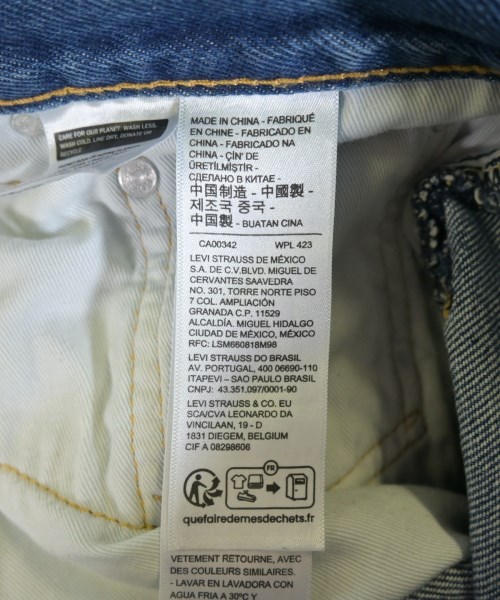 CARE FOR OUR PLANET: WASH LESS,
WASH COLD, LINE DRY, DONATE OR
RECYCLE
MADE IN CHINA - FABRIQUÉ
EN CHINE - FABRICADO EN
CHINA - FABRICADO NA
CHINA - ÇİN' DE
ÜRETİLMİŞTİR -
СДЕЛАНО В КИТАЕ -
中国制造 - 中國製 -
제조국 중국 -
中国製 - BUATAN CINA
CA00342 WPL 423
LEVI STRAUSS DE MÉXICO
S.A. DE C.V.BLVD. MIGUEL DE
CERVANTES SAAVEDRA
NO. 301, TORRE NORTE PISO
7 COL. AMPLIACIÓN
GRANADA C.P. 11529
ALCALDÍA. MIGUEL HIDALGO
CIUDAD DE MÉXICO, MÉXICO
RFC: LSM660818M98
LEVI STRAUSS DO BRASIL
AV. PORTUGAL, 400 06690-110
ITAPEVI – SAO PAULO BRASIL
CNPJ: 43.351.097/0001-90
LEVI STRAUSS & CO. EU
SCA/CVA LEONARDO DA
VINCILAAN, 19 - D
1831 DIEGEM, BELGIUM
CIF A 08298606
FR
quefairedemesdechets.fr
VETEMENT RETOURNE, AVEC
DES COULEURS SIMILAIRES.
- LAVAR EN LAVADORA CON
AGUA FRIA A 30°C Y